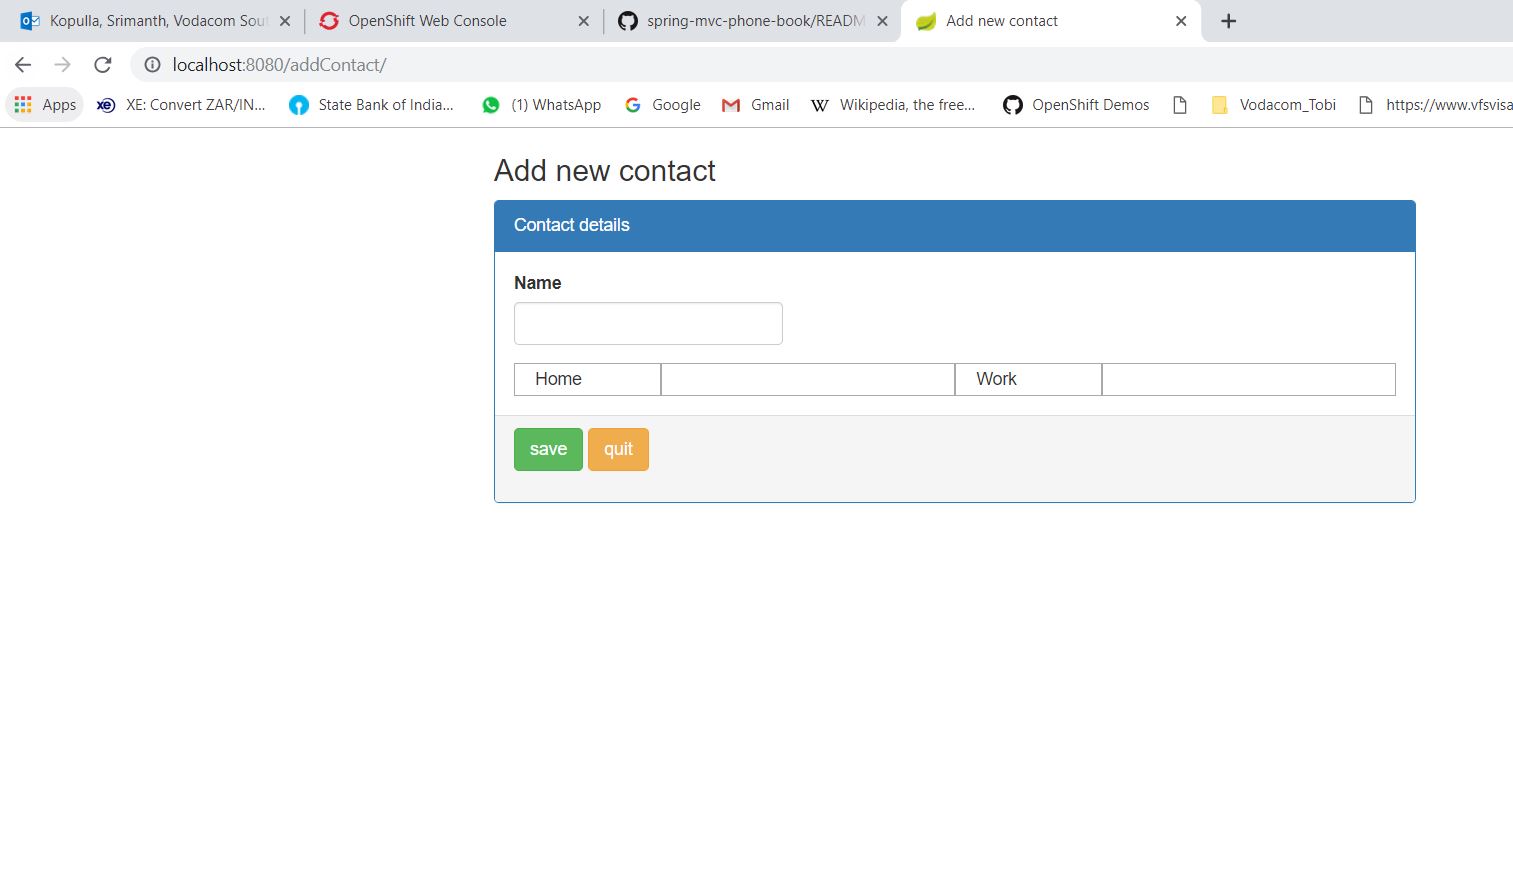 Kopulla, Srimanth, Vodacom Sout
OpenShift Web Console
spring-mvc-phone-book/READM
Add new contact
localhost:8080/addContact/
Apps
XE: Convert ZAR/IN...
State Bank of India...
(1) WhatsApp
Google
Gmail
Wikipedia, the free...
OpenShift Demos
Vodacom_Tobi
https://www.vfsvisa
Add new contact
Contact details
Name
Home
Work
save
quit